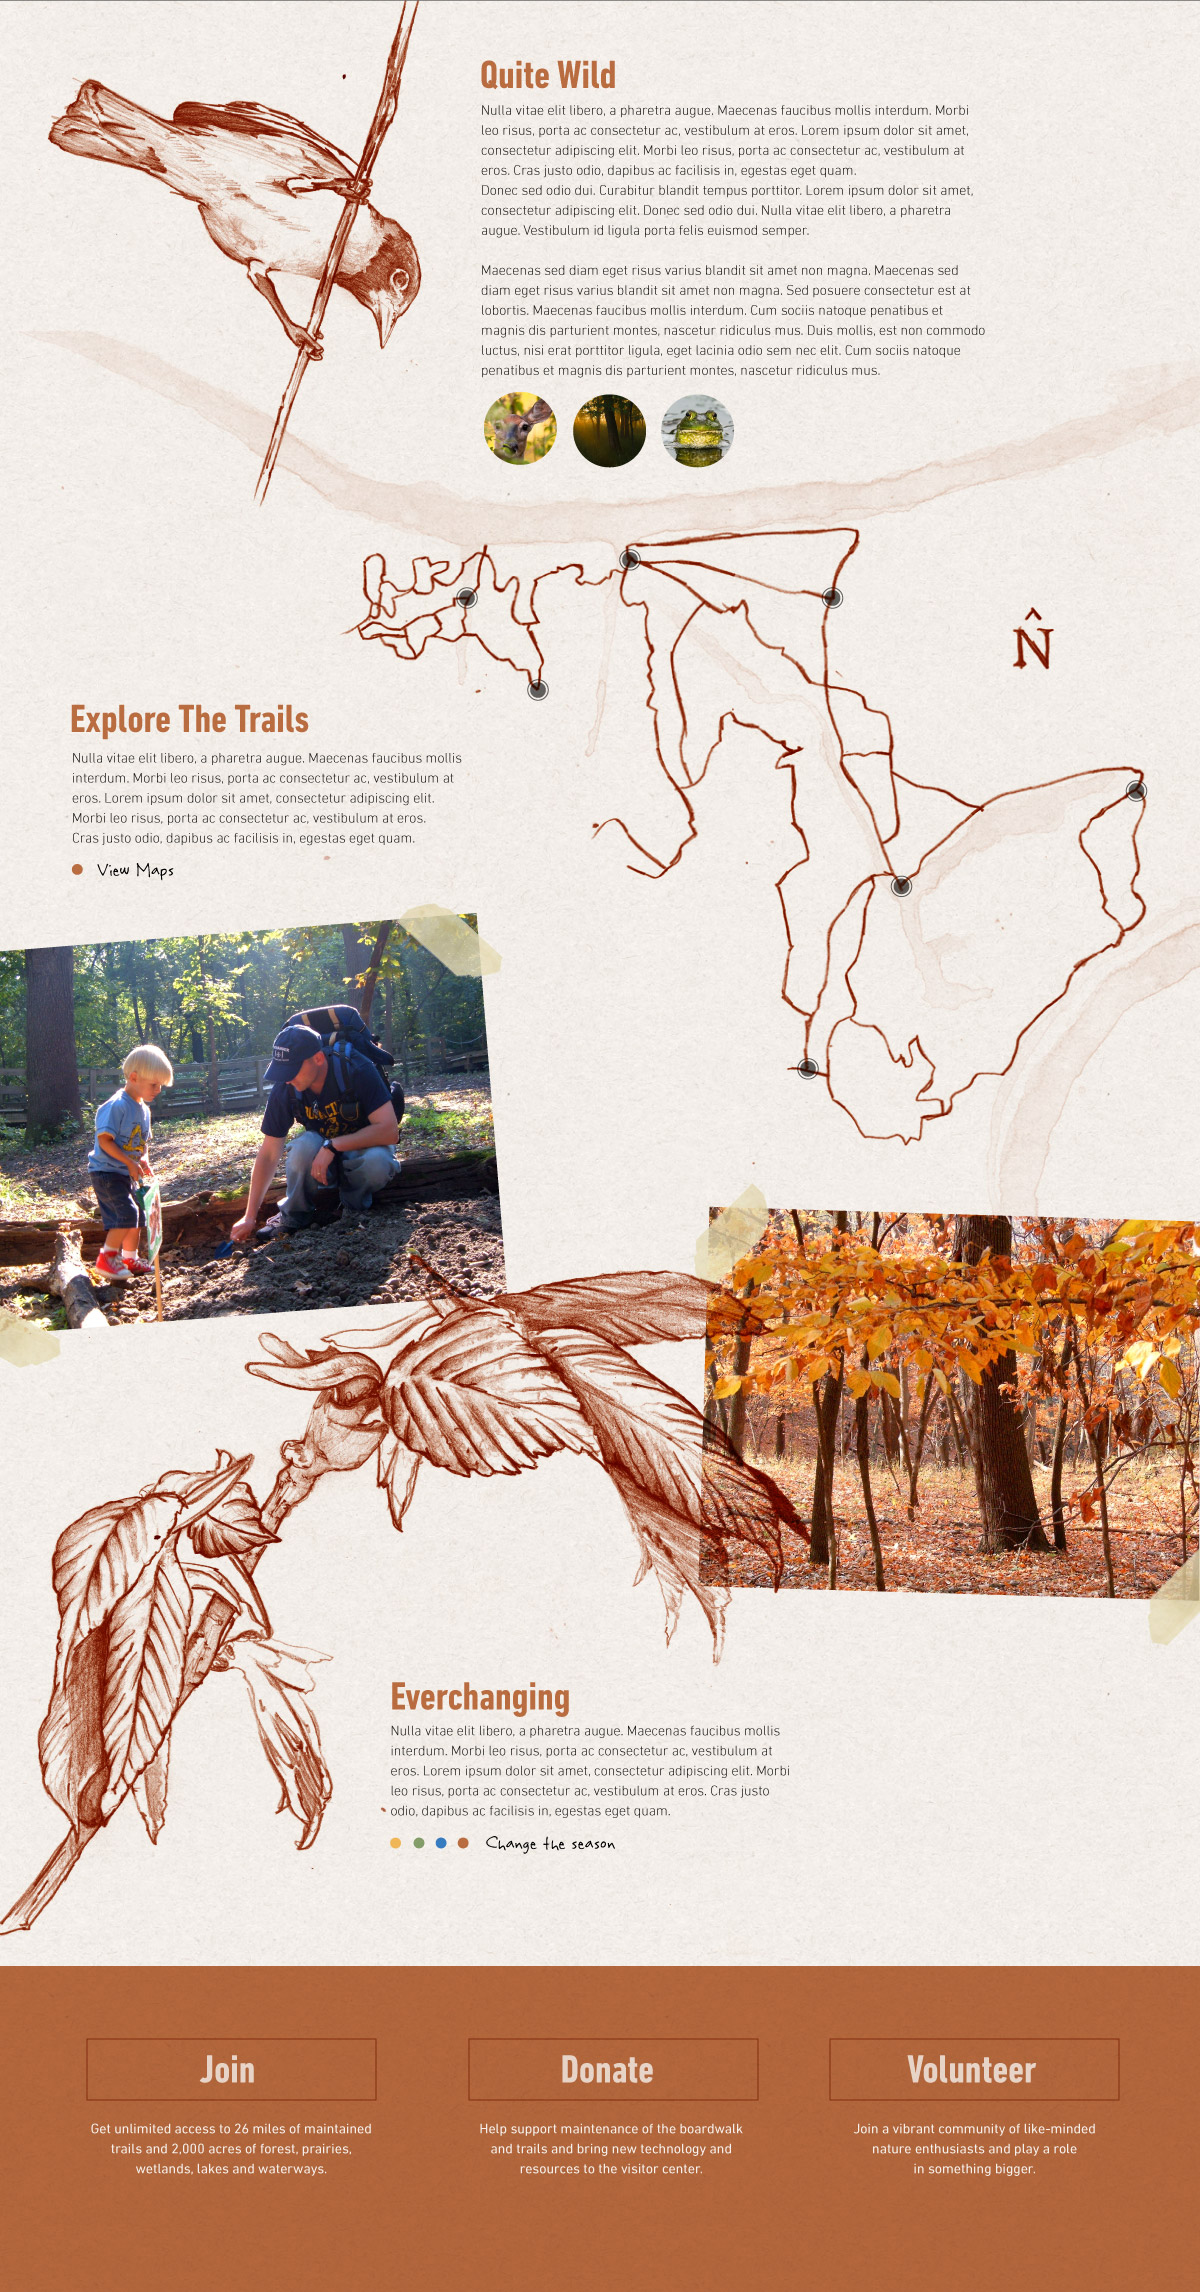 Quite Wild
Nulla vitae elit libero, a pharetra augue. Maecenas faucibus mollis interdum. Morbi
leo risus, porta ac consectetur ac, vestibulum at eros. Lorem ipsum dolor sit amet,
consectetur adipiscing elit. Morbi leo risus, porta ac consectetur ac, vestibulum at
eros. Cras justo odio, dapibus ac facilisis in, egestas eget quam.
Donec sed odio dui. Curabitur blandit tempus porttitor. Lorem ipsum dolor sit amet,
consectetur adipiscing elit. Donec sed odio dui. Nulla vitae elit libero, a pharetra
augue. Vestibulum id ligula porta felis euismod semper.
Maecenas sed diam eget risus varius blandit sit amet non magna. Maecenas sed
diam eget risus varius blandit sit amet non magna. Sed posuere consectetur est at
lobortis. Maecenas faucibus mollis interdum. Cum sociis natoque penatibus et
magnis dis parturient montes, nascetur ridiculus mus. Duis mollis, est non commodo
luctus, nisi erat porttitor ligula, eget lacinia odio sem nec elit. Cum sociis natoque
penatibus et magnis dis parturient montes, nascetur ridiculus mus.
N
Explore The Trails
Nulla vitae elit libero, a pharetra augue. Maecenas faucibus mollis
interdum. Morbi leo risus, porta ac consectetur ac, vestibulum at
eros. Lorem ipsum dolor sit amet, consectetur adipiscing elit.
Morbi leo risus, porta ac consectetur ac, vestibulum at eros.
Cras justo odio, dapibus ac facilisis in, egestas eget quam.
View Maps
Everchanging
Nulla vitae elit libero, a pharetra augue. Maecenas faucibus mollis
interdum. Morbi leo risus, porta ac consectetur ac, vestibulum at
eros. Lorem ipsum dolor sit amet, consectetur adipiscing elit. Morbi
leo risus, porta ac consectetur ac, vestibulum at eros. Cras justo
odio, dapibus ac facilisis in, egestas eget quam.
Change the season
Join
Get unlimited access to 26 miles of maintained
trails and 2,000 acres of forest, prairies,
wetlands, lakes and waterways.
Donate
Help support maintenance of the boardwalk
and trails and bring new technology and
resources to the visitor center.
Volunteer
Join a vibrant community of like-minded
nature enthusiasts and play a role
in something bigger.